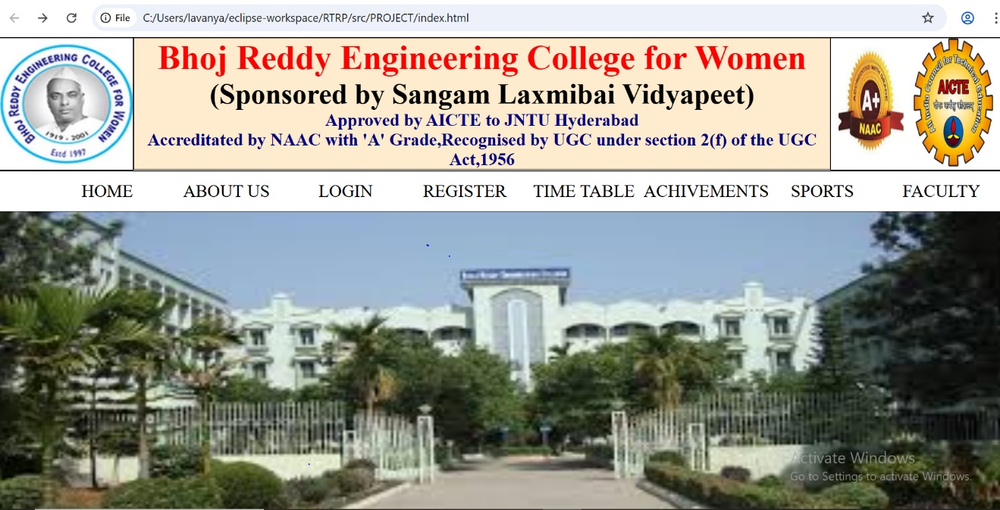 File C:/Users/lavanya/eclipse-workspace/RTRP/src/PROJECT/index.html
BHOJ REDDY ENGINEERING COLLEGE FOR WOMEN
1919 - 2001
Estd 1997
Bhoj Reddy Engineering College for Women
(Sponsored by Sangam Laxmibai Vidyapeet)
Approved by AICTE to JNTU Hyderabad
Accreditated by NAAC with 'A' Grade,Recognised by UGC under section 2(f) of the UGC
Act,1956
ACCREDITED WITH GRADE
A+
NAAC
All India Council for Technical Education
AICTE
HOME ABOUT US LOGIN REGISTER TIME TABLE ACHIVEMENTS SPORTS FACULTY
Activate Windows
Go to Settings to activate Windows.